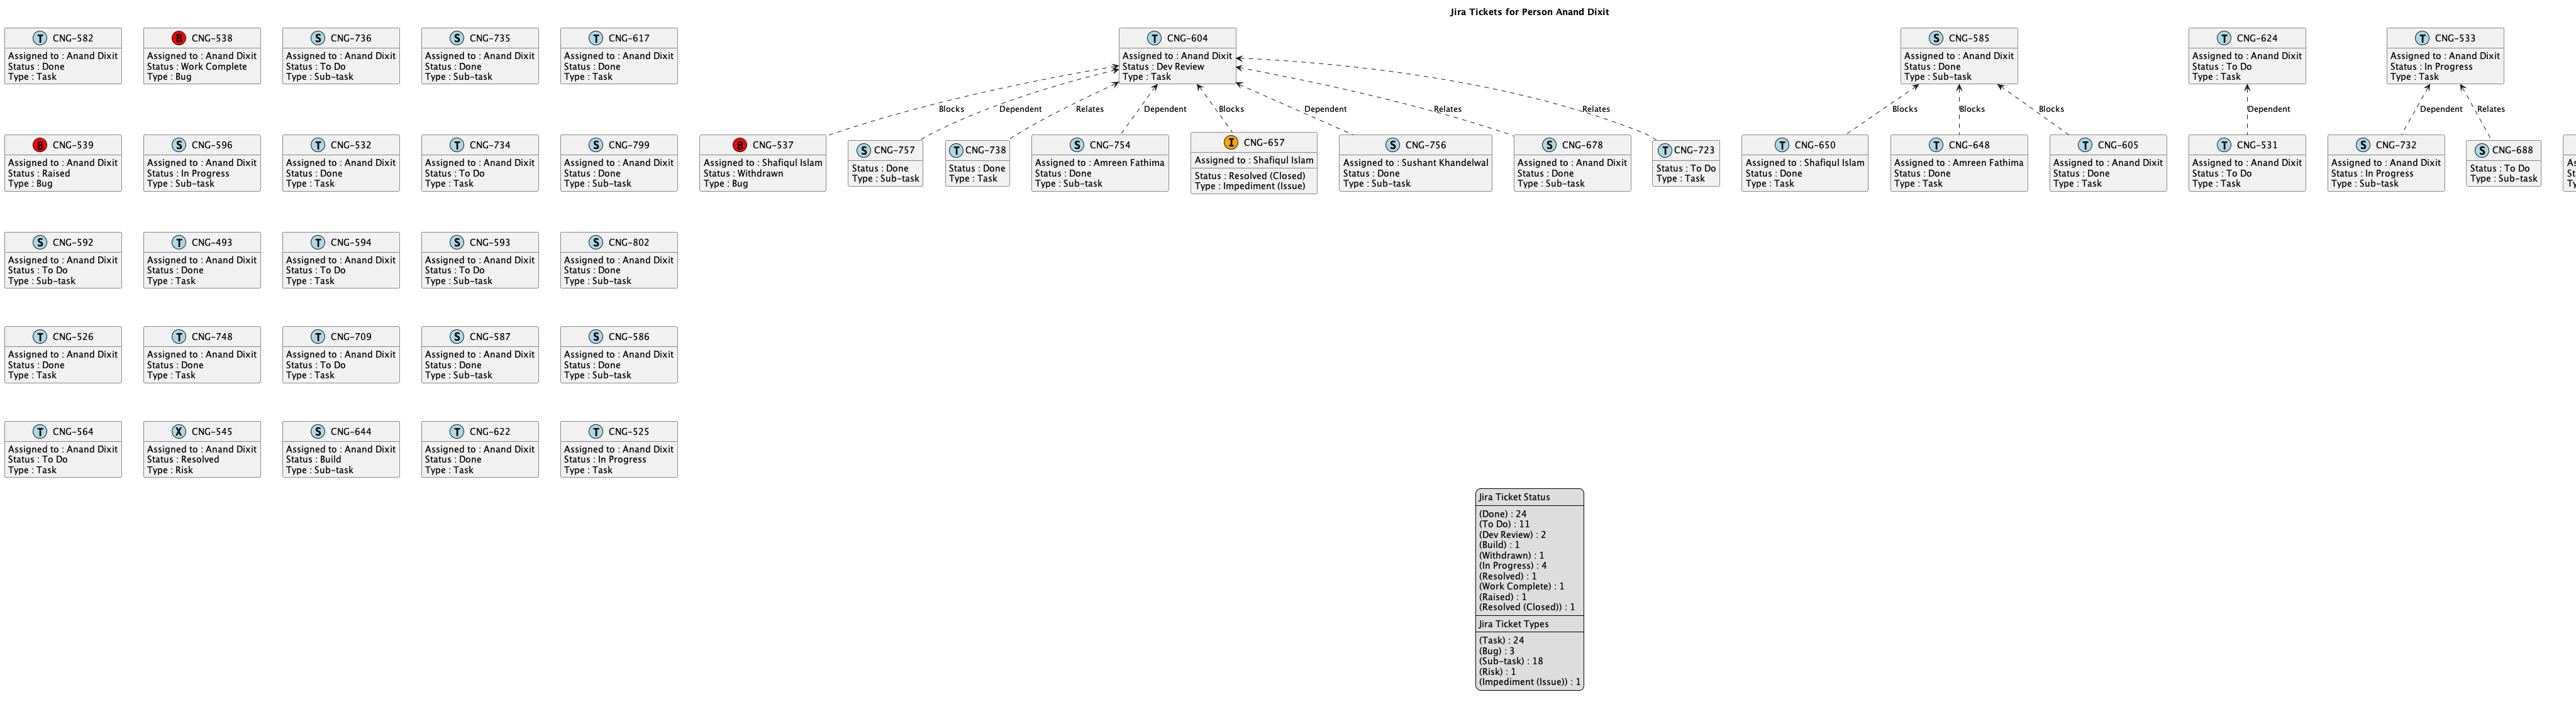 Jira Tickets for Person Anand Dixit
T CNG-582
Assigned to : Anand Dixit
Status : Done
Type : Task
B CNG-538
Assigned to : Anand Dixit
Status : Work Complete
Type : Bug
S CNG-736
Assigned to : Anand Dixit
Status : To Do
Type : Sub-task
S CNG-735
Assigned to : Anand Dixit
Status : Done
Type : Sub-task
T CNG-617
Assigned to : Anand Dixit
Status : Done
Type : Task
T CNG-604
Assigned to : Anand Dixit
Status : Dev Review
Type : Task
S CNG-585
Assigned to : Anand Dixit
Status : Done
Type : Sub-task
T CNG-624
Assigned to : Anand Dixit
Status : To Do
Type : Task
T CNG-533
Assigned to : Anand Dixit
Status : In Progress
Type : Task
Blocks
Dependent
Relates
Dependent
Blocks
Dependent
Relates
Relates
Blocks
Blocks
Blocks
Dependent
Dependent
Relates
B CNG-539
Assigned to : Anand Dixit
Status : Raised
Type : Bug
S CNG-596
Assigned to : Anand Dixit
Status : In Progress
Type : Sub-task
T CNG-532
Assigned to : Anand Dixit
Status : Done
Type : Task
T CNG-734
Assigned to : Anand Dixit
Status : To Do
Type : Task
S CNG-799
Assigned to : Anand Dixit
Status : Done
Type : Sub-task
B CNG-537
Assigned to : Shafiqul Islam
Status : Withdrawn
Type : Bug
S CNG-757
Status : Done
Type : Sub-task
T CNG-738
Status : Done
Type : Task
S CNG-754
Assigned to : Amreen Fathima
Status : Done
Type : Sub-task
I CNG-657
Assigned to : Shafiqul Islam
Status : Resolved (Closed)
Type : Impediment (Issue)
S CNG-756
Assigned to : Sushant Khandelwal
Status : Done
Type : Sub-task
S CNG-678
Assigned to : Anand Dixit
Status : Done
Type : Sub-task
T CNG-723
Status : To Do
Type : Task
T CNG-650
Assigned to : Shafiqul Islam
Status : Done
Type : Task
T CNG-648
Assigned to : Amreen Fathima
Status : Done
Type : Task
T CNG-605
Assigned to : Anand Dixit
Status : Done
Type : Task
T CNG-531
Assigned to : Anand Dixit
Status : To Do
Type : Task
S CNG-732
Assigned to : Anand Dixit
Status : In Progress
Type : Sub-task
S CNG-688
Status : To Do
Type : Sub-task
S CNG-592
Assigned to : Anand Dixit
Status : To Do
Type : Sub-task
T CNG-493
Assigned to : Anand Dixit
Status : Done
Type : Task
T CNG-594
Assigned to : Anand Dixit
Status : To Do
Type : Task
S CNG-593
Assigned to : Anand Dixit
Status : To Do
Type : Sub-task
S CNG-802
Assigned to : Anand Dixit
Status : Done
Type : Sub-task
T CNG-526
Assigned to : Anand Dixit
Status : Done
Type : Task
T CNG-748
Assigned to : Anand Dixit
Status : Done
Type : Task
T CNG-709
Assigned to : Anand Dixit
Status : To Do
Type : Task
S CNG-587
Assigned to : Anand Dixit
Status : Done
Type : Sub-task
S CNG-586
Assigned to : Anand Dixit
Status : Done
Type : Sub-task
T CNG-564
Assigned to : Anand Dixit
Status : To Do
Type : Task
X CNG-545
Assigned to : Anand Dixit
Status : Resolved
Type : Risk
S CNG-644
Assigned to : Anand Dixit
Status : Build
Type : Sub-task
T CNG-622
Assigned to : Anand Dixit
Status : Done
Type : Task
T CNG-525
Assigned to : Anand Dixit
Status : In Progress
Type : Task
Jira Ticket Status
(Done) : 24
(To Do) : 11
(Dev Review) : 2
(Build) : 1
(Withdrawn) : 1
(In Progress) : 4
(Resolved) : 1
(Work Complete) : 1
(Raised) : 1
(Resolved (Closed)) : 1
Jira Ticket Types
(Task) : 24
(Bug) : 3
(Sub-task) : 18
(Risk) : 1
(Impediment (Issue)) : 1